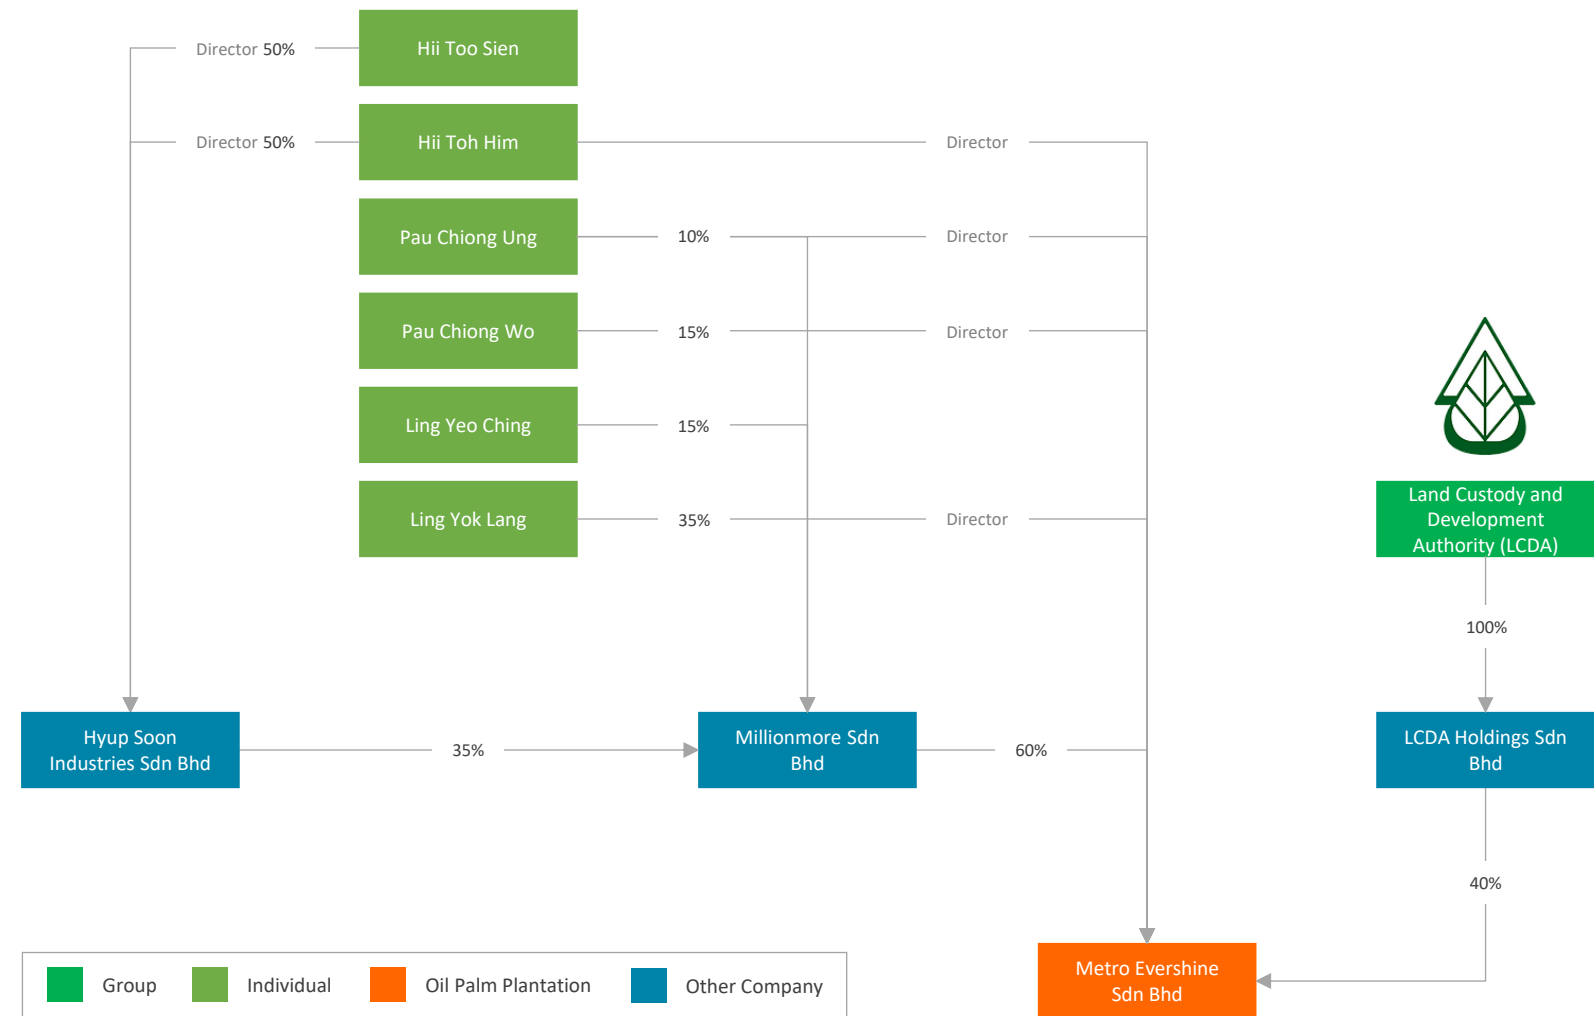 Director 50%
Hii Too Sien
Director 50%
Hii Toh Him
Director
Pau Chiong Ung
10%
Director
Pau Chiong Wo
15%
Director
Ling Yeo Ching
15%
Ling Yok Lang
35%
Director
Land Custody and
Development
Authority (LCDA)
100%
Hyup Soon
Industries Sdn Bhd
35%
Millionmore Sdn
Bhd
60%
LCDA Holdings Sdn
Bhd
40%
Metro Evershine
Sdn Bhd
Group
Individual
Oil Palm Plantation
Other Company